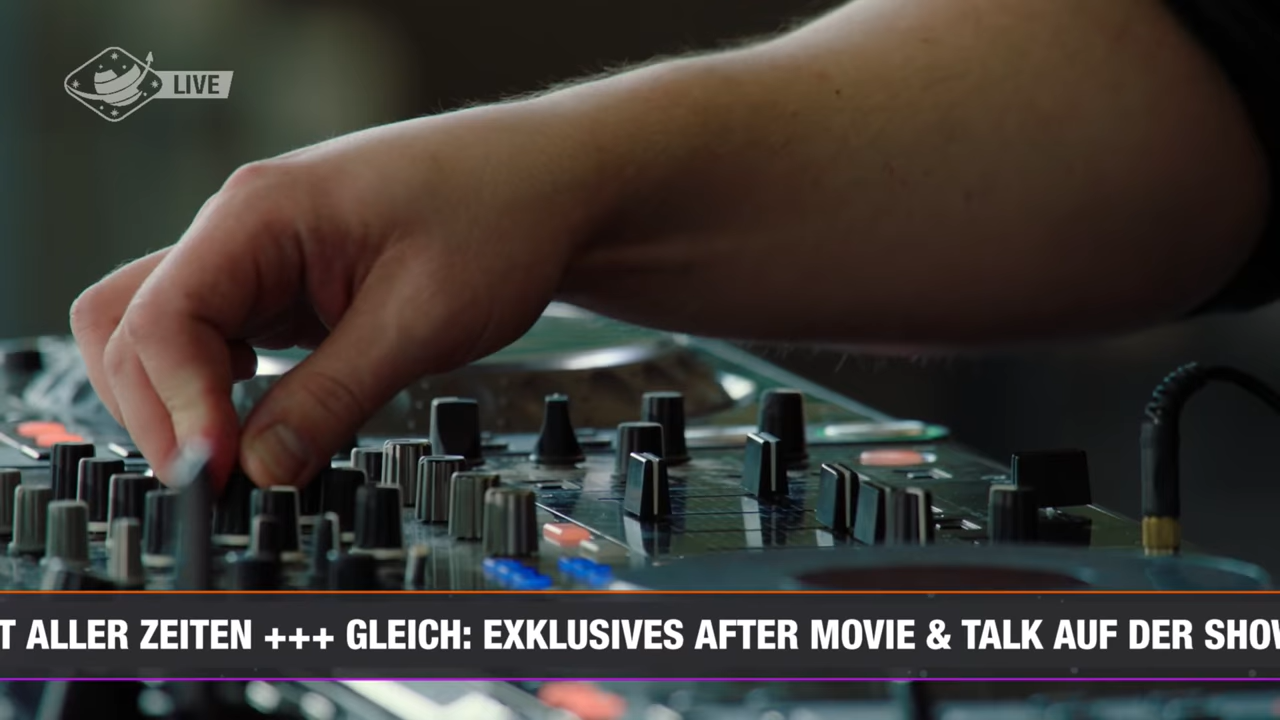 LIVE
T ALLER ZEITEN +++ GLEICH: EXKLUSIVES AFTER MOVIE & TALK AUF DER SHOW